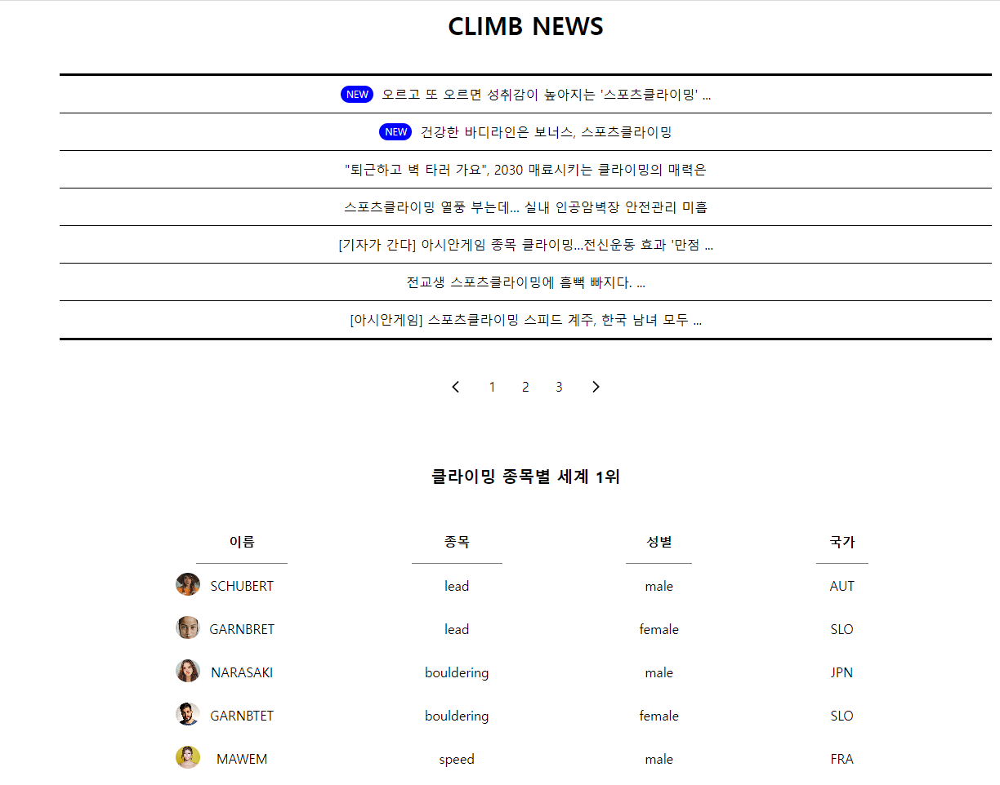 CLIMB NEWS
NEW 오르고 또 오르면 성취감이 높아지는 '스포츠클라이밍' ...
NEW 건강한 바디라인은 보너스, 스포츠클라이밍
"퇴근하고 벽 타러 가요", 2030 매료시키는 클라이밍의 매력은
스포츠클라이밍 열풍 부는데... 실내 인공암벽장 안전관리 미흡
[기자가 간다] 아시안게임 종목 클라이밍...전신운동 효과 '만점 ...
전교생 스포츠클라이밍에 흠뻑 빠지다. ...
[아시안게임] 스포츠클라이밍 스피드 계주, 한국 남녀 모두 ...
1 2 3
클라이밍 종목별 세계 1위
이름 종목 성별 국가
SCHUBERT lead male AUT
GARNBRET lead female SLO
NARASAKI bouldering male JPN
GARNBTET bouldering female SLO
MAWEM speed male FRA